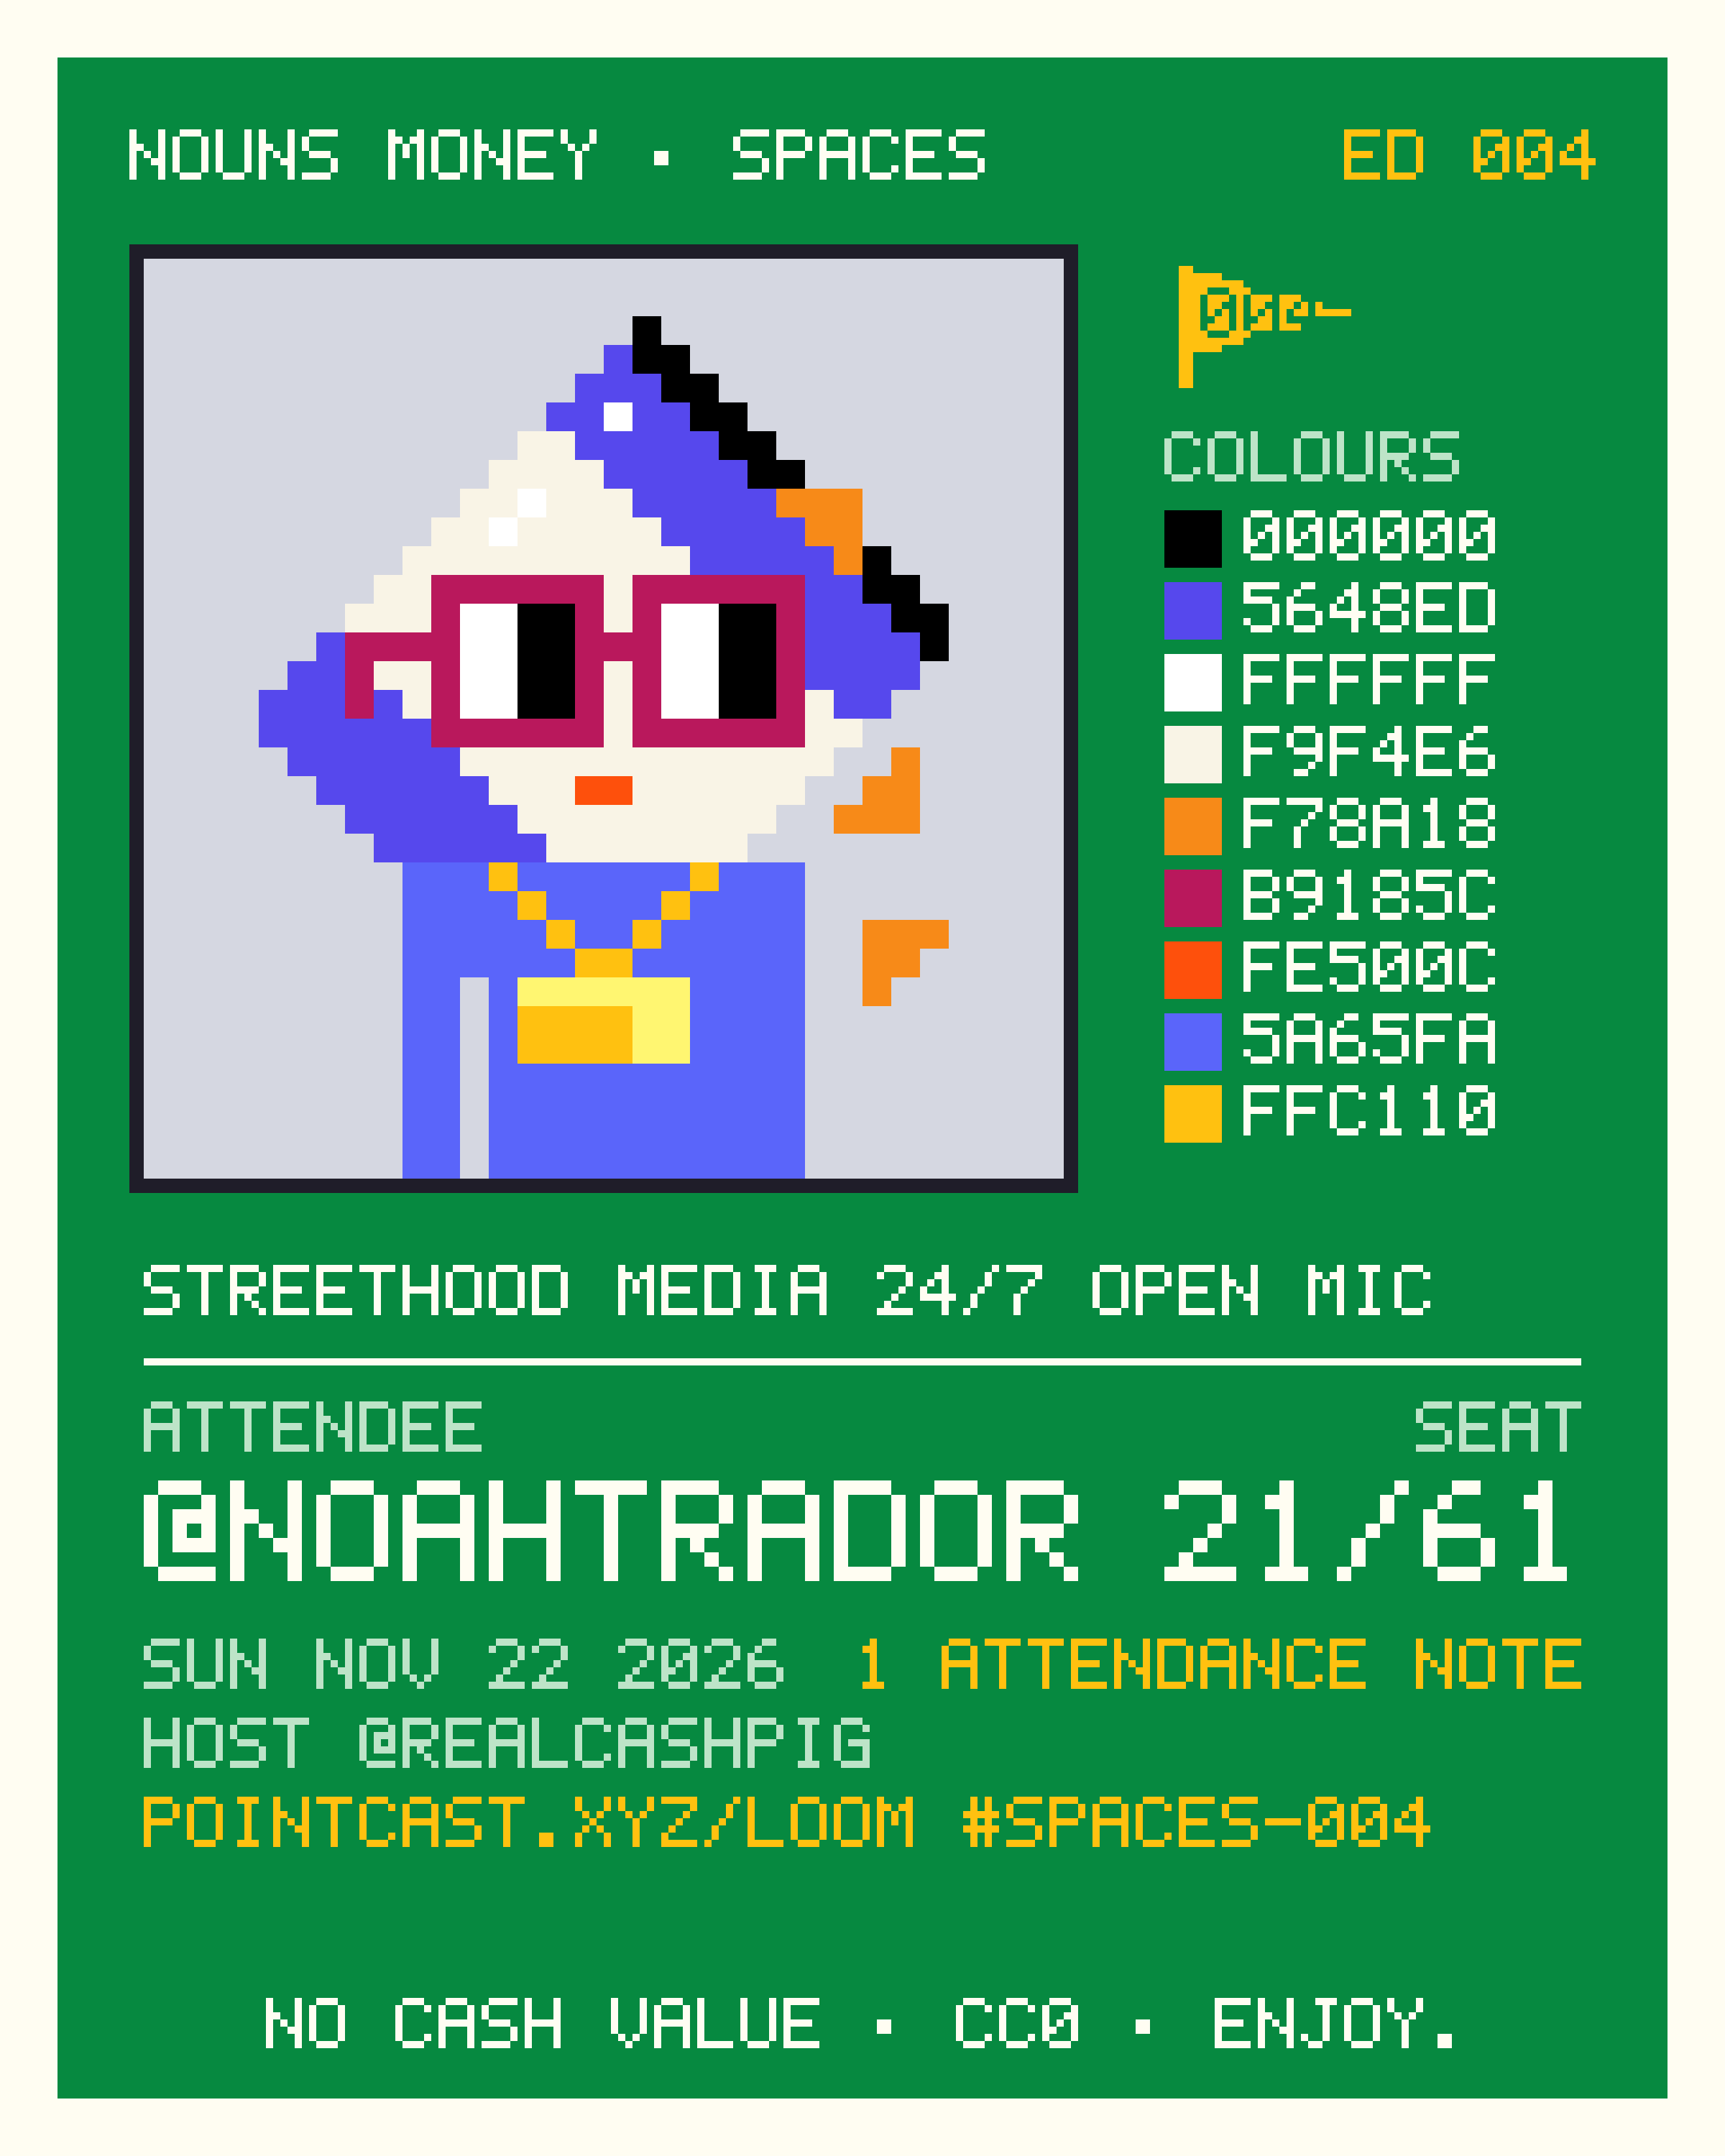 NOUNS MONEY · SPACES
ED 004
COLOURS
000000
5648ED
FFFFFF
F9F4E6
F78A18
B9185C
FE500C
5A65FA
FFC110
STREETHOOD MEDIA 24/7 OPEN MIC
ATTENDEE SEAT
@NOAHTRADOR 21/61
SUN NOV 22 2026 1 ATTENDANCE NOTE
HOST @REALCASHPIG
POINTCAST.XYZ/LOOM #SPACES-004
NO CASH VALUE · CC0 · ENJOY.